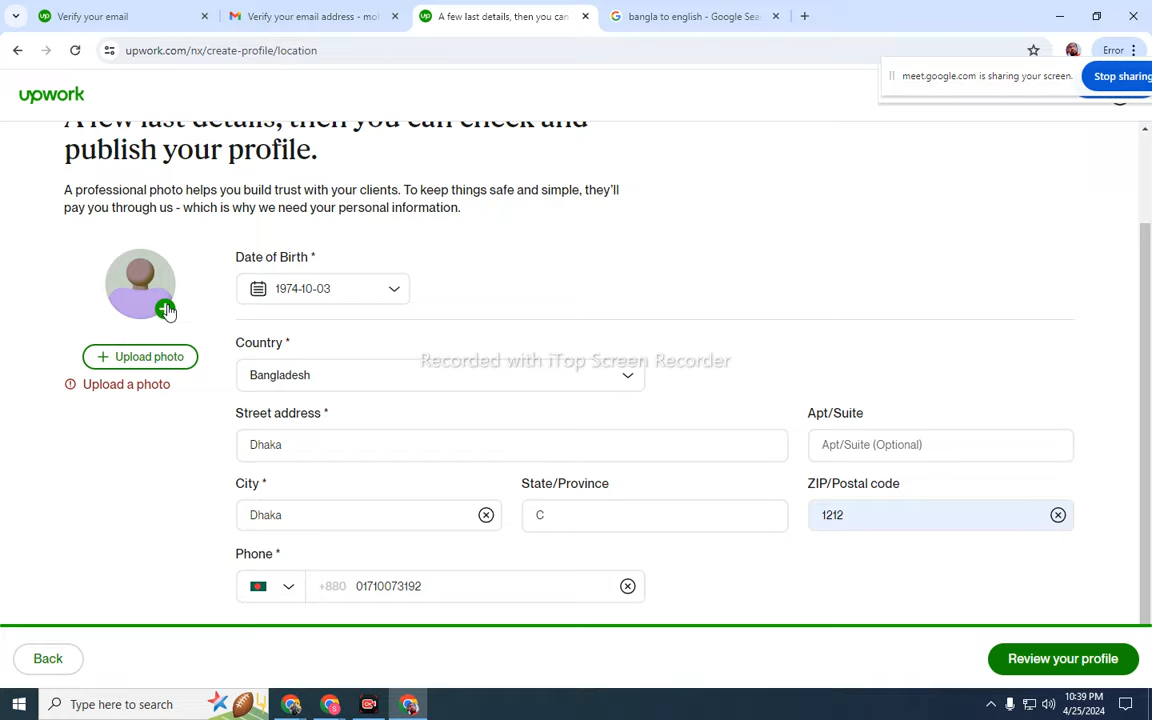 Verify your email
Verify your email address - mo
A few last details, then you can
bangla to english - Google Sea
upwork.com/nx/create-profile/location
Error
meet.google.com is sharing your screen.
Stop sharing
upwork
A few last details, then you can check and
publish your profile.
A professional photo helps you build trust with your clients. To keep things safe and simple, they'll
pay you through us - which is why we need your personal information.
Date of Birth *
1974-10-03
Upload photo
Upload a photo
Country *
Bangladesh
Recorded with iTop Screen Recorder
Street address *
Apt/Suite
Dhaka
Apt/Suite (Optional)
City *
State/Province
ZIP/Postal code
Dhaka
C
1212
Phone *
+880 01710073192
Back
Review your profile
Type here to search
10:39 PM
4/25/2024